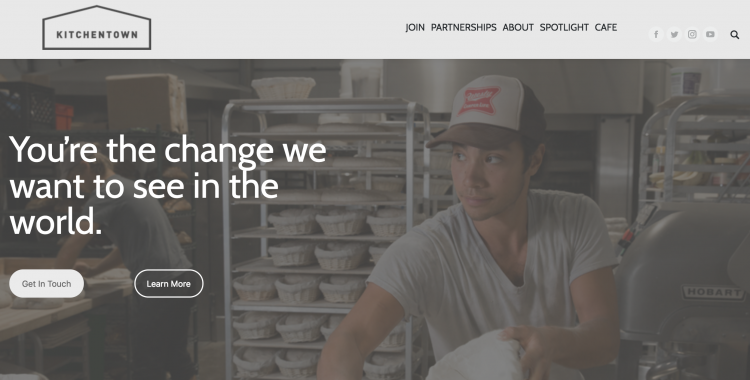 KITCHENTOWN
JOIN PARTNERSHIPS ABOUT SPOTLIGHT CAFE
You're the change we
want to see in the
world.
Get In Touch
Learn More
HOBART